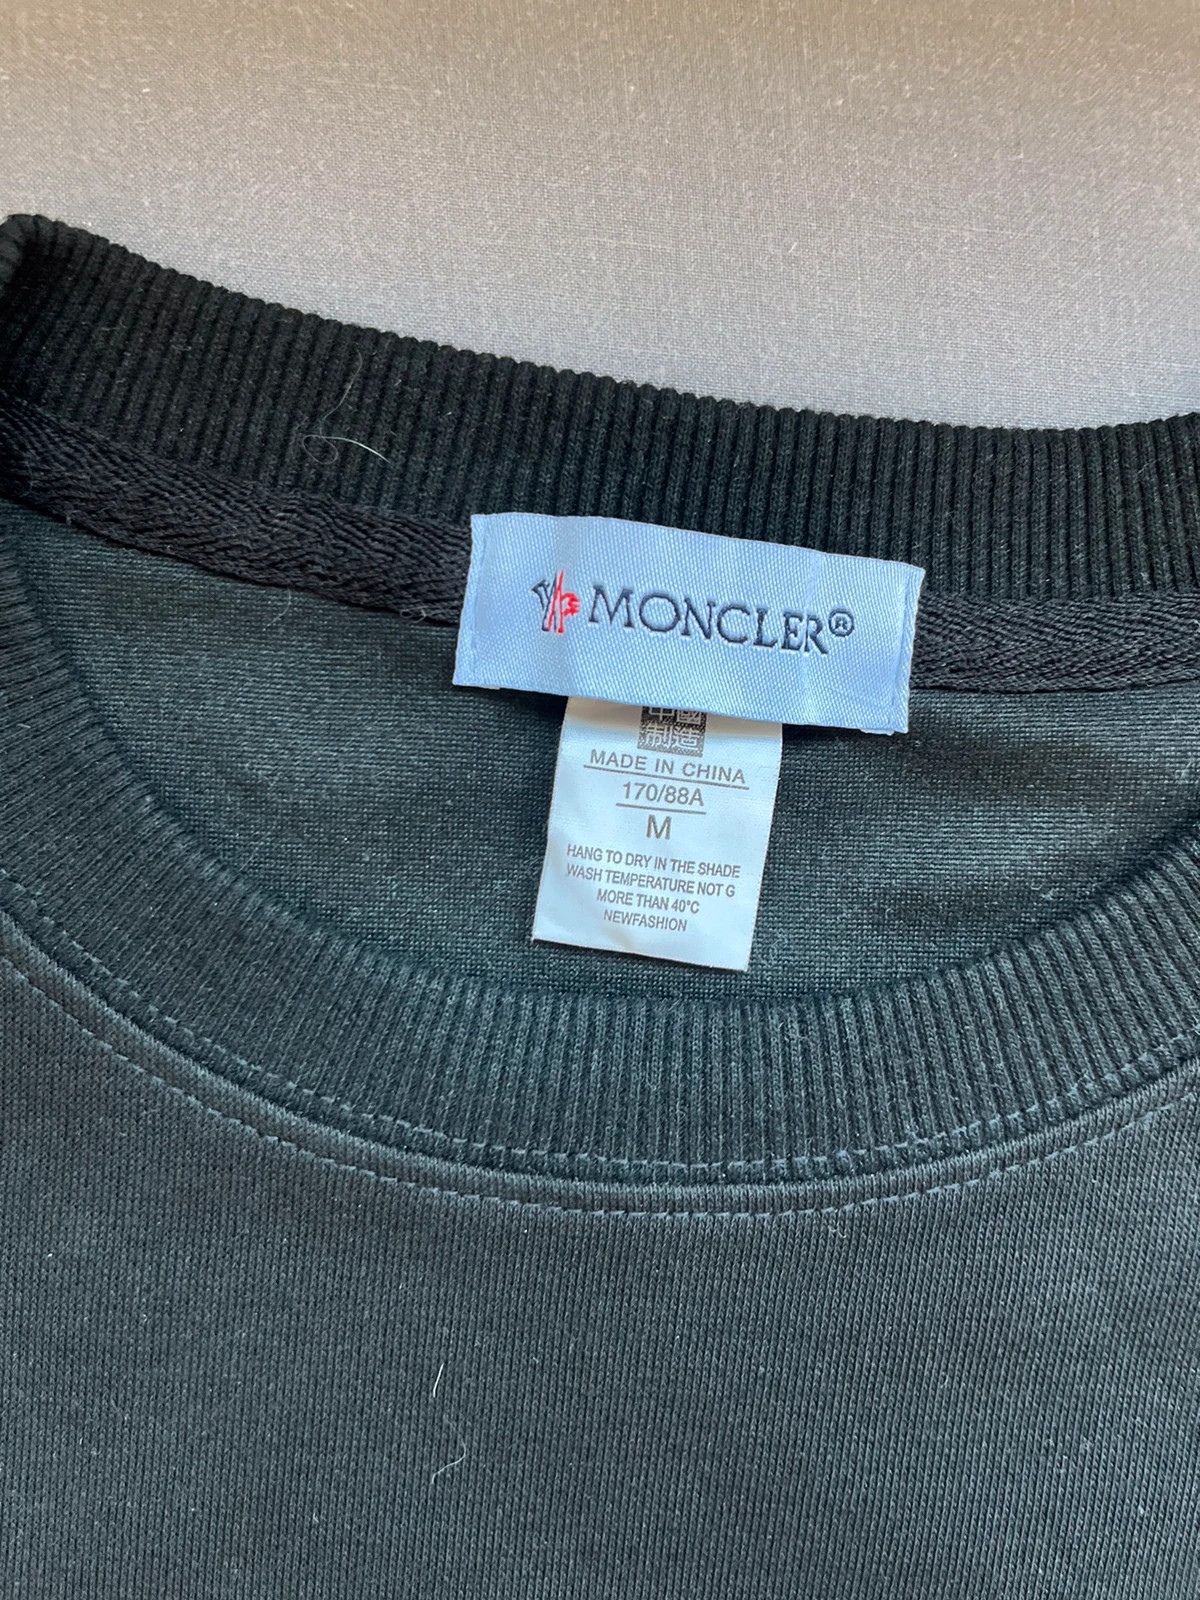 MONCLER®
中國
制造
MADE IN CHINA
170/88A
M
HANG TO DRY IN THE SHADE
WASH TEMPERATURE NOT G
MORE THAN 40°C
NEWFASHION